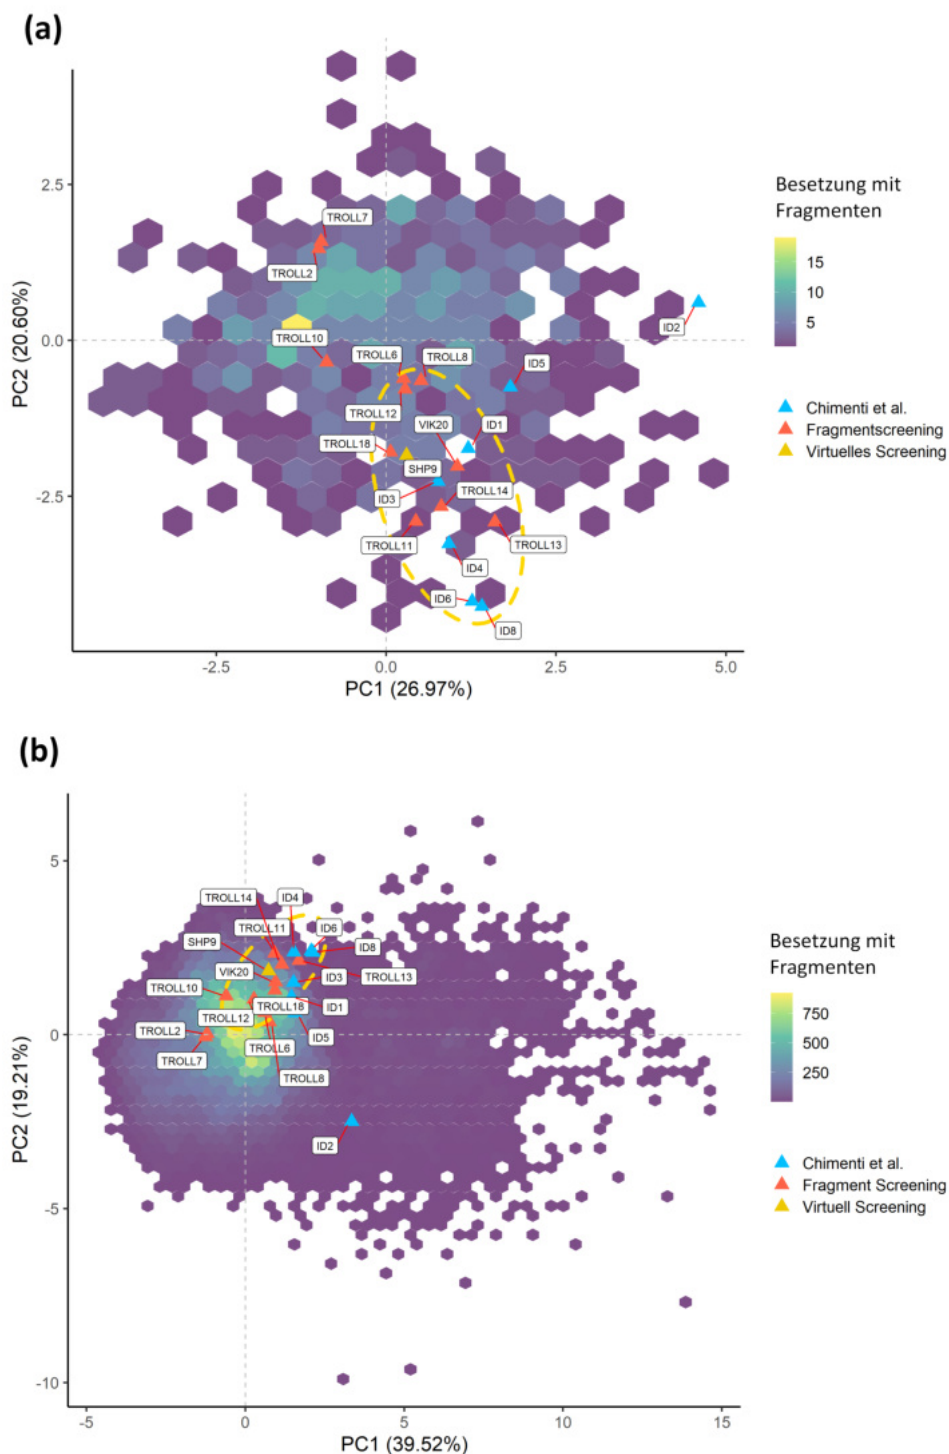 (a)
TROLL7
TROLL2
TROLL10
TROLL6
TROLL8
TROLL12
VIK20
ID1
ID5
ID2
TROLL18
SHP9
ID3
TROLL14
TROLL11
TROLL13
ID4
ID6
ID8
2.5
0.0
-2.5
PC2 (20.60%)
-2.5
0.0
2.5
5.0
PC1 (26.97%)
Besetzung mit
Fragmenten
15
10
5
Chimenti et al.
Fragmentscreening
Virtuelles Screening
(b)
TROLL14
ID4
TROLL11
ID6
SHP9
ID8
VIK20
ID3
TROLL13
TROLL10
TROLL18
ID1
TROLL12
TROLL2
ID5
TROLL6
TROLL7
TROLL8
ID2
5
0
-5
-10
PC2 (19.21%)
-5
0
5
10
15
PC1 (39.52%)
Besetzung mit
Fragmenten
750
500
250
Chimenti et al.
Fragment Screening
Virtuell Screening